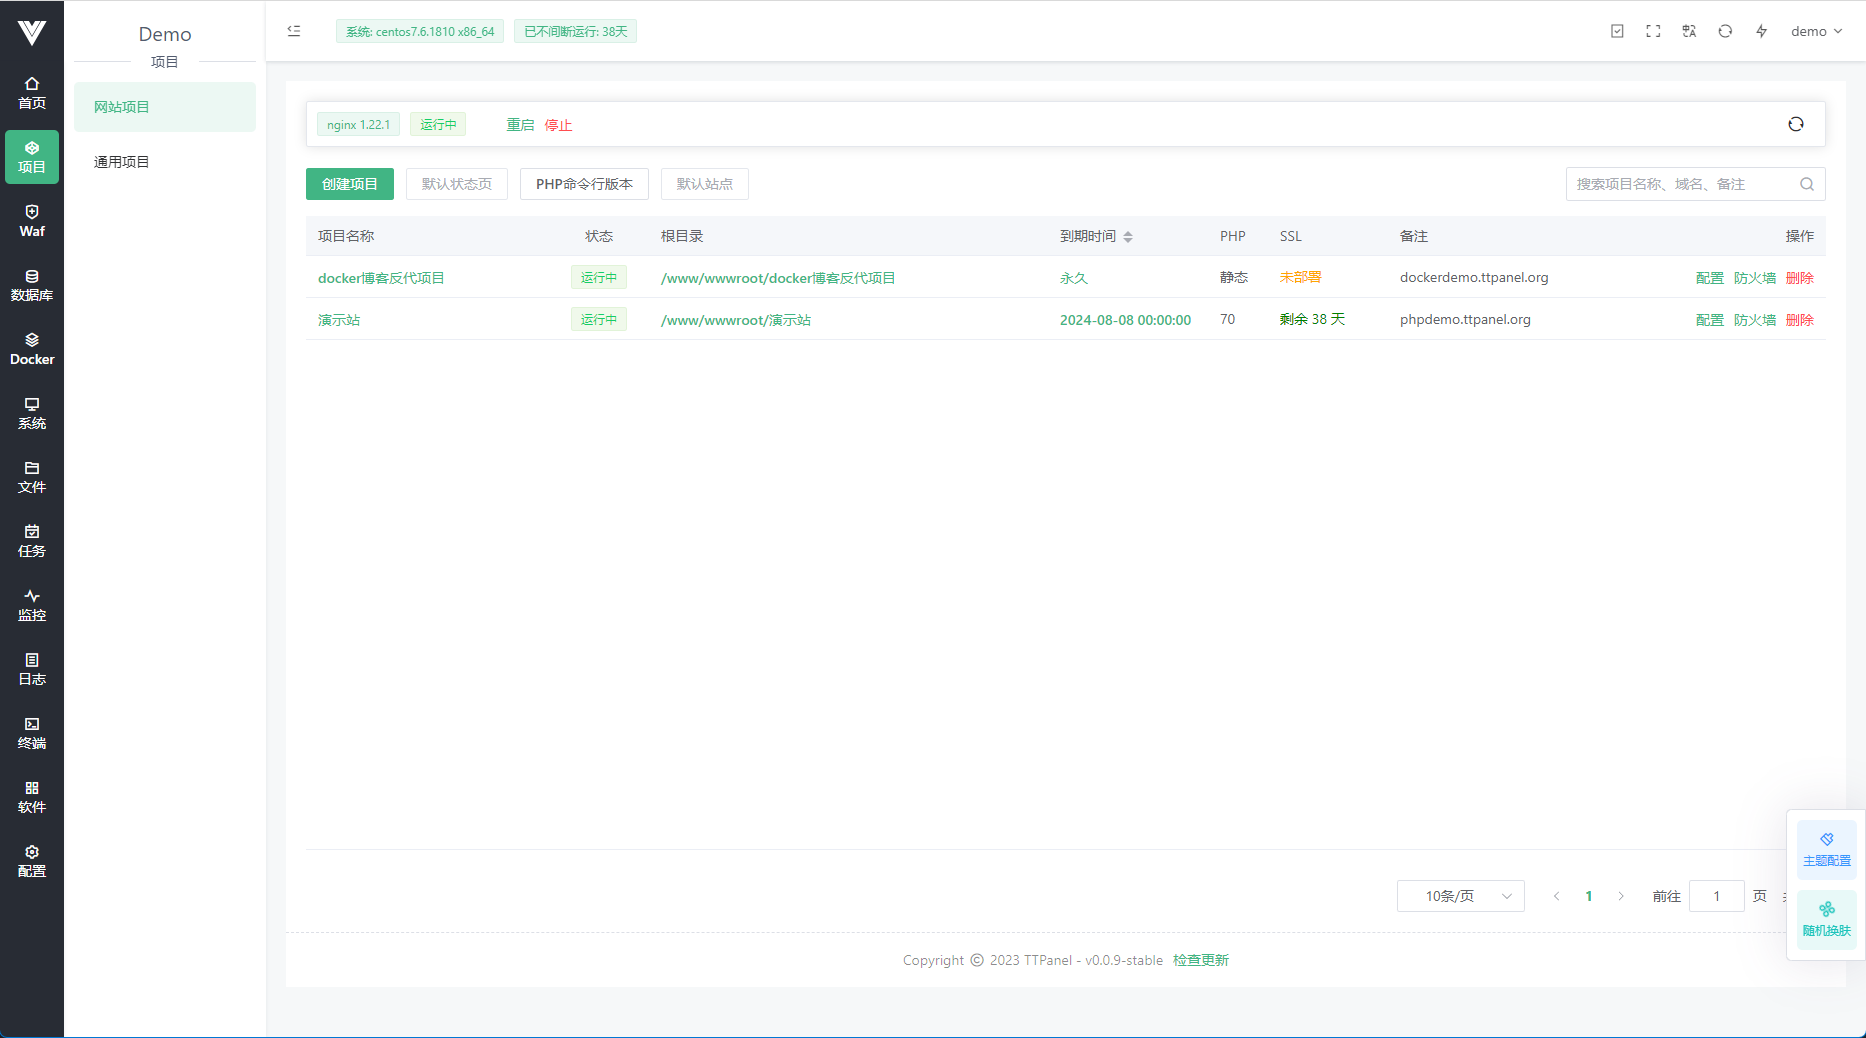 首页
项目
Waf
数据库
Docker
系统
文件
任务
监控
日志
终端
软件
配置
Demo
项目
网站项目
通用项目
系统: centos7.6.1810 x86_64 已不间断运行: 38天 demo
nginx 1.22.1 运行中 重启 停止
创建项目 默认状态页 PHP命令行版本 默认站点 搜索项目名称、域名、备注
项目名称 状态 根目录 到期时间 PHP SSL 备注 操作
docker博客反代项目 运行中 /www/wwwroot/docker博客反代项目 永久 静态 未部署 dockerdemo.ttpanel.org 配置 防火墙 删除
演示站 运行中 /www/wwwroot/演示站 2024-08-08 00:00:00 70 剩余 38 天 phpdemo.ttpanel.org 配置 防火墙 删除
10条/页 1 前往 1 页
主题配置
随机换肤
Copyright © 2023 TTPanel - v0.0.9-stable 检查更新